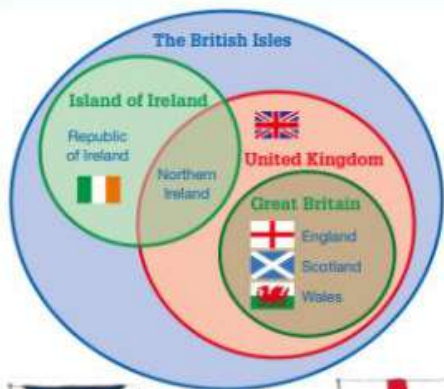 The British Isles
Island of Ireland
Republic
of Ireland
Northern
Ireland
United Kingdom
Great Britain
England
Scotland
Wales